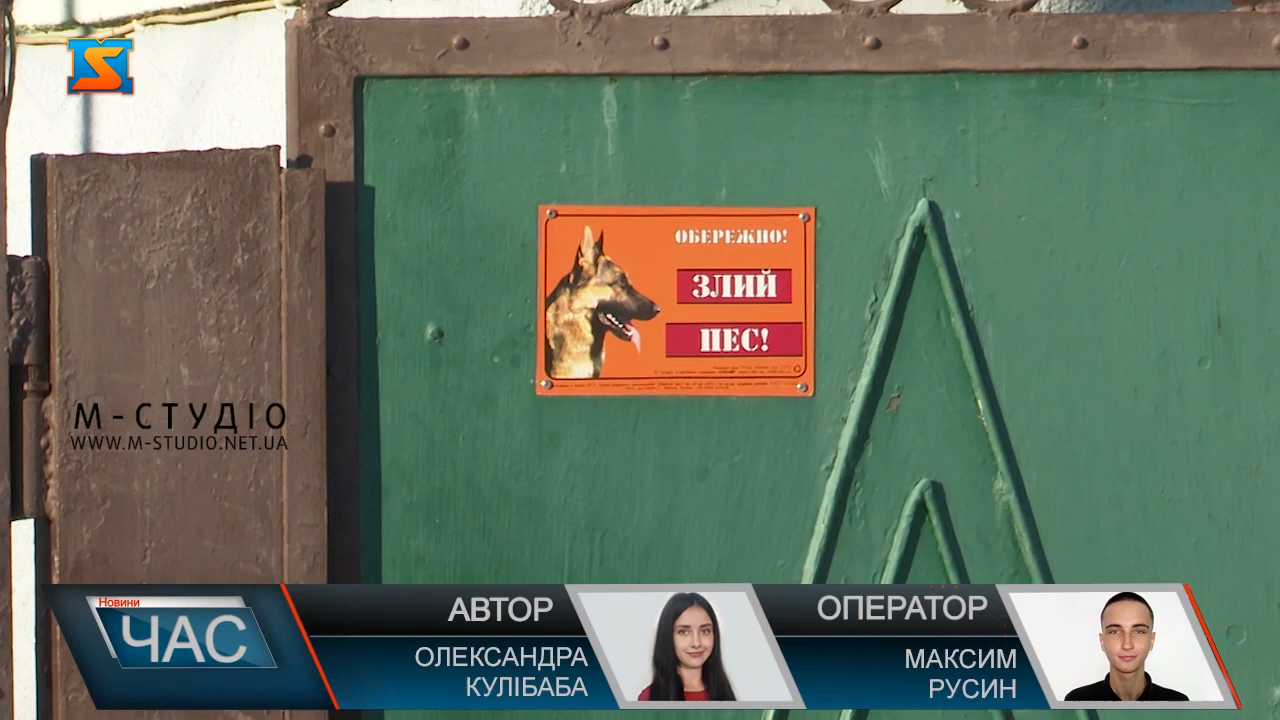 ОБЕРЕЖНО!
ЗЛИЙ
ПЕС!
М-СТУДІО
WWW.M-STUDIO.NET.UA
Новини
ЧАС
АВТОР
ОЛЕКСАНДРА
КУЛІБАБА
ОПЕРАТОР
МАКСИМ
РУСИН